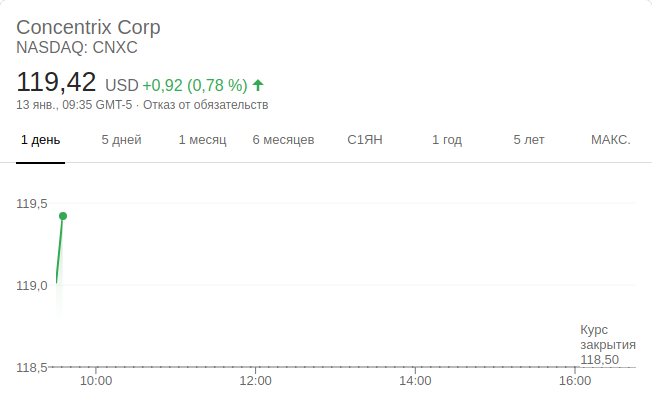 Concentrix Corp
NASDAQ: CNXC
119,42 USD +0,92 (0,78 %)
13 янв., 09:35 GMT-5 · Отказ от обязательств
1 день 5 дней 1 месяц 6 месяцев С1ЯН 1 год 5 лет МАКС.
119,5
119,0
Курс
закрытия
118,50
118,5
10:00 12:00 14:00 16:00